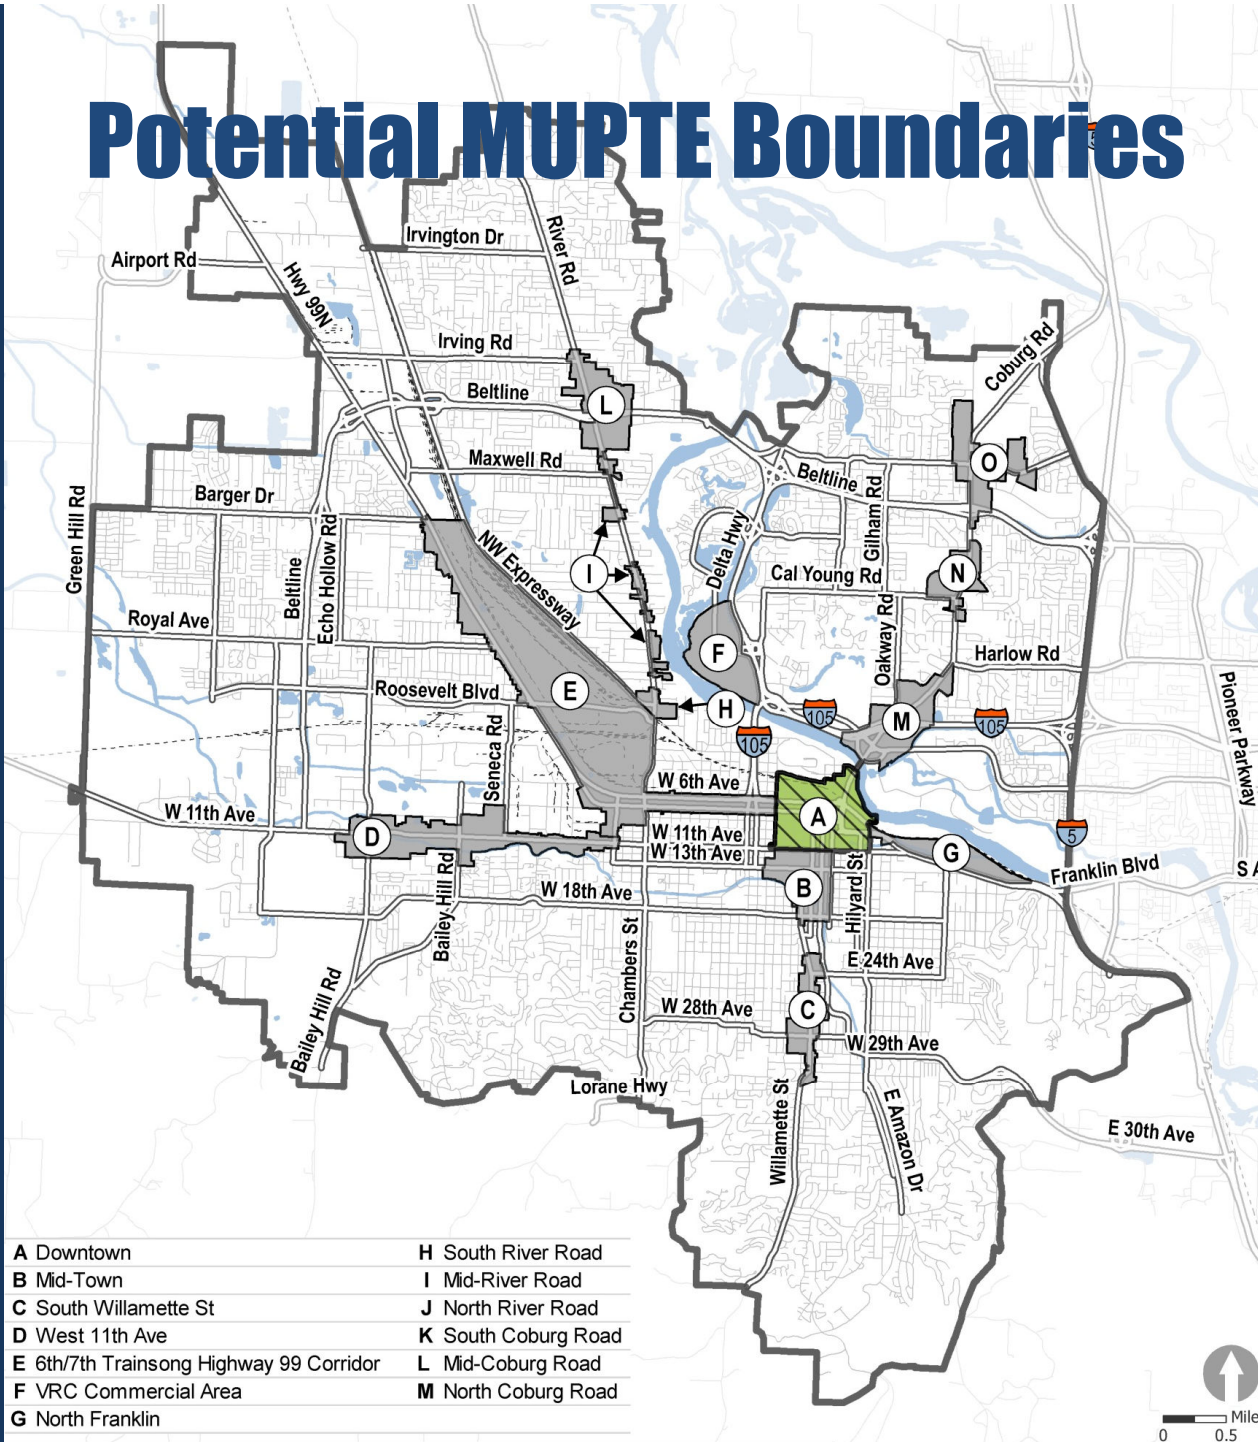 Potential MUPTE Boundaries
5
Irvington Dr
River Rd
Airport Rd
Hwy 99N
Irving Rd
Coburg Rd
Beltline
L
Maxwell Rd
O
Beltline
Barger Dr
Green Hill Rd
Gilham Rd
Delta Hwy
NW Expressway
Echo Hollow Rd
Beltline
I
N
Cal Young Rd
Royal Ave
Oakway Rd
F
Harlow Rd
Roosevelt Blvd
E
Pioneer Parkway
H
M
105
105
105
Seneca Rd
W 6th Ave
W 11th Ave
A
D
W 11th Ave
W 13th Ave
5
G
Franklin Blvd
S A
B
Hilyard St
W 18th Ave
Bailey Hill Rd
Chambers St
E 24th Ave
Bailey Hill Rd
W 28th Ave
C
W 29th Ave
Lorane Hwy
Willamette St
E Amazon Dr
E 30th Ave
A Downtown
B Mid-Town
C South Willamette St
D West 11th Ave
E 6th/7th Trainsong Highway 99 Corridor
F VRC Commercial Area
G North Franklin
H South River Road
I Mid-River Road
J North River Road
K South Coburg Road
L Mid-Coburg Road
M North Coburg Road
Mile
0 0.5